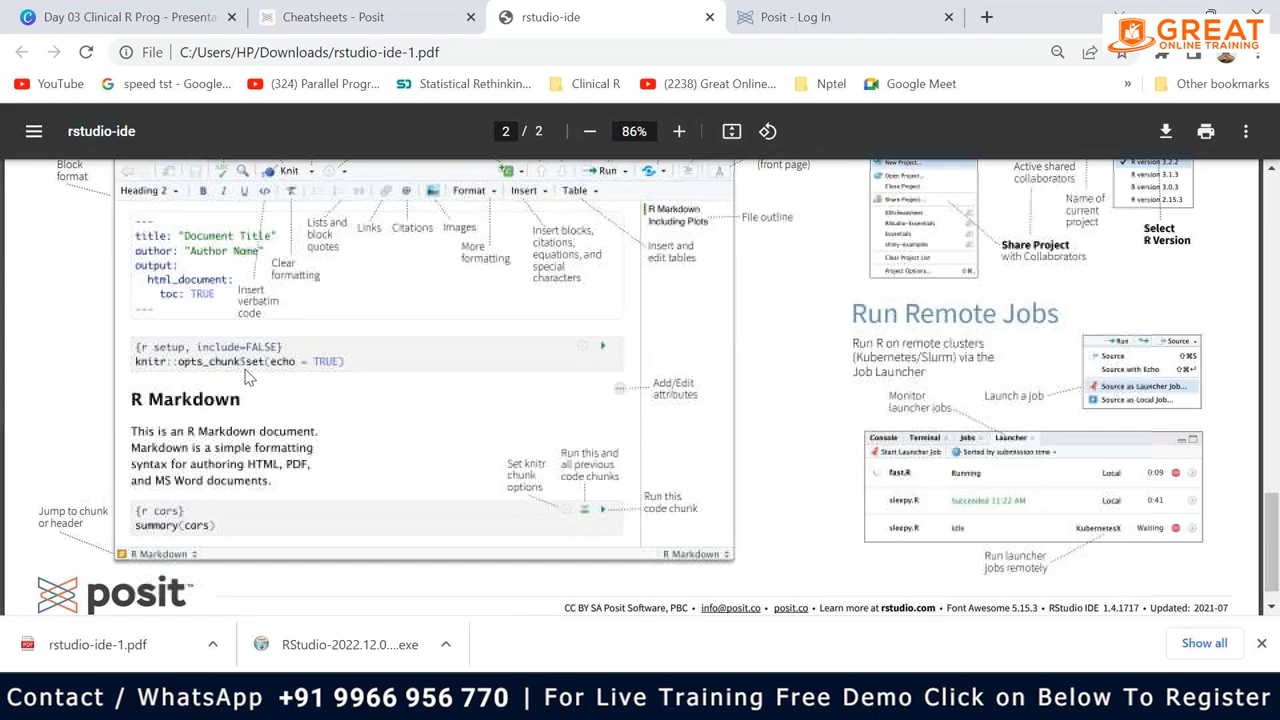 Day 03 Clinical R Prog - Presenta
Cheatsheets - Posit
rstudio-ide
Posit - Log In
GREAT
ONLINE TRAINING
File
C:/Users/HP/Downloads/rstudio-ide-1.pdf
YouTube
speed tst - Google...
(324) Parallel Progr...
Statistical Rethinkin...
Clinical R
(2238) Great Online...
Nptel
Google Meet
»
Other bookmarks
rstudio-ide
2 / 2
86%
Block
format
Knit
Run
(front page)
Heading 2
B
I
U
Format
Insert
Table
---
title: "Document Title"
author: "Author Name"
output:
html_document:
toc: TRUE
---
Lists and
block
quotes
Links
Citations
Images
Clear
formatting
More
formatting
Insert blocks,
citations,
equations, and
special
characters
Insert
verbatim
code
R Markdown
Including Plots
File outline
Insert and
edit tables
{r setup, include=FALSE}
knitr::opts_chunk$set(echo = TRUE)
R Markdown
This is an R Markdown document.
Markdown is a simple formatting
syntax for authoring HTML, PDF,
and MS Word documents.
Add/Edit
attributes
Set knitr
chunk
options
Run this and
all previous
code chunks
Run this
code chunk
{r cars}
summary(cars)
Jump to chunk
or header
R Markdown
R Markdown
New Project...
Open Project...
Close Project
Share Project...
RStudio-Essentials
Essentials
shiny-examples
Clear Project List
Project Options...
Active shared
collaborators
Name of
current
project
Share Project
with Collaborators
R version 3.2.2
R version 3.1.3
R version 3.0.3
R version 2.15.3
Select
R Version
Run Remote Jobs
Run R on remote clusters
(Kubernetes/Slurm) via the
Job Launcher
Run
Source
Source
Source with Echo
Source as Launcher Job...
Source as Local Job...
Monitor
launcher jobs
Launch a job
Console
Terminal
Jobs
Launcher
Start Launcher Job
Sorted by submission time
fast.R
Running
Local
0:09
sleepy.R
Succeeded 11:22 AM
Local
0:41
sleepy.R
Idle
KubernetesX
Waiting
Run launcher
jobs remotely
posit™
CC BY SA Posit Software, PBC • info@posit.co • posit.co • Learn more at rstudio.com • Font Awesome 5.15.3 • RStudio IDE 1.4.1717 • Updated: 2021-07
rstudio-ide-1.pdf
RStudio-2022.12.0....exe
Show all
Contact / WhatsApp +91 9966 956 770 | For Live Training Free Demo Click on Below To Register